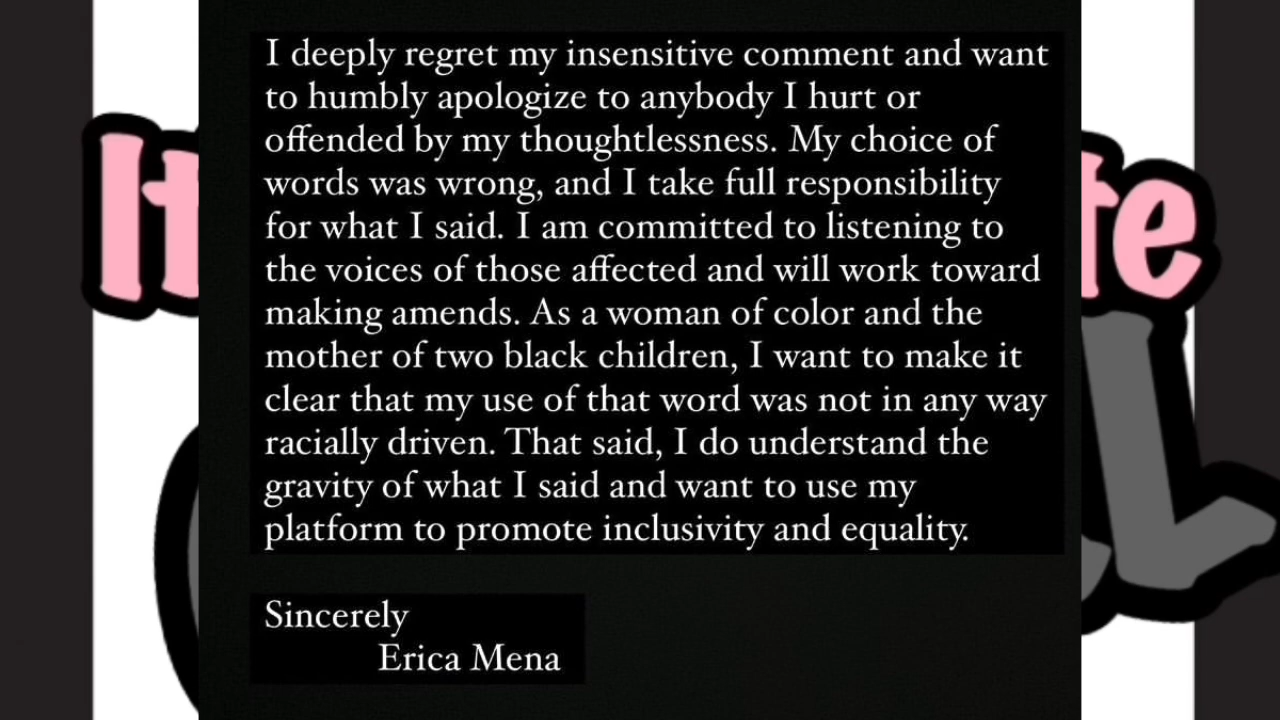 I deeply regret my insensitive comment and want
to humbly apologize to anybody I hurt or
offended by my thoughtlessness. My choice of
words was wrong, and I take full responsibility
for what I said. I am committed to listening to
the voices of those affected and will work toward
making amends. As a woman of color and the
mother of two black children, I want to make it
clear that my use of that word was not in any way
racially driven. That said, I do understand the
gravity of what I said and want to use my
platform to promote inclusivity and equality.
Sincerely
Erica Mena